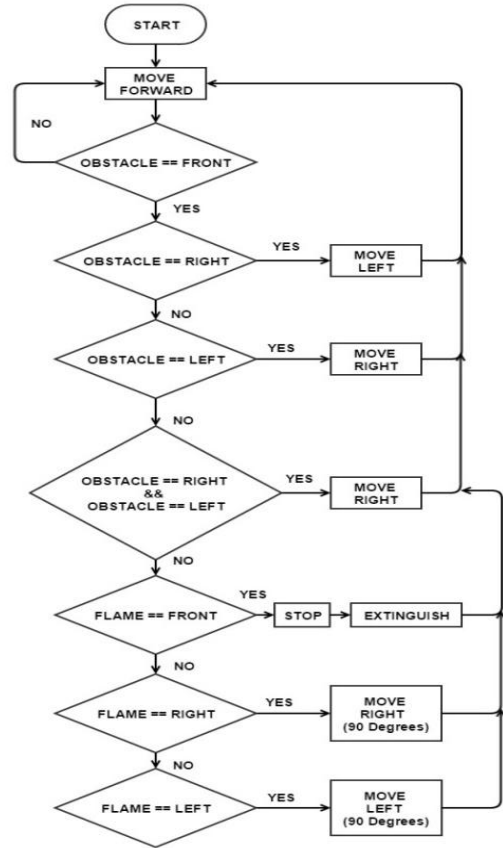 START
MOVE
FORWARD
NO
OBSTACLE == FRONT
YES
OBSTACLE == RIGHT
YES
MOVE
LEFT
NO
OBSTACLE == LEFT
YES
MOVE
RIGHT
NO
OBSTACLE == RIGHT
&&
OBSTACLE == LEFT
YES
MOVE
RIGHT
NO
FLAME == FRONT
YES
STOP
EXTINGUISH
NO
FLAME == RIGHT
YES
MOVE
RIGHT
(90 Degrees)
NO
FLAME == LEFT
YES
MOVE
LEFT
(90 Degrees)